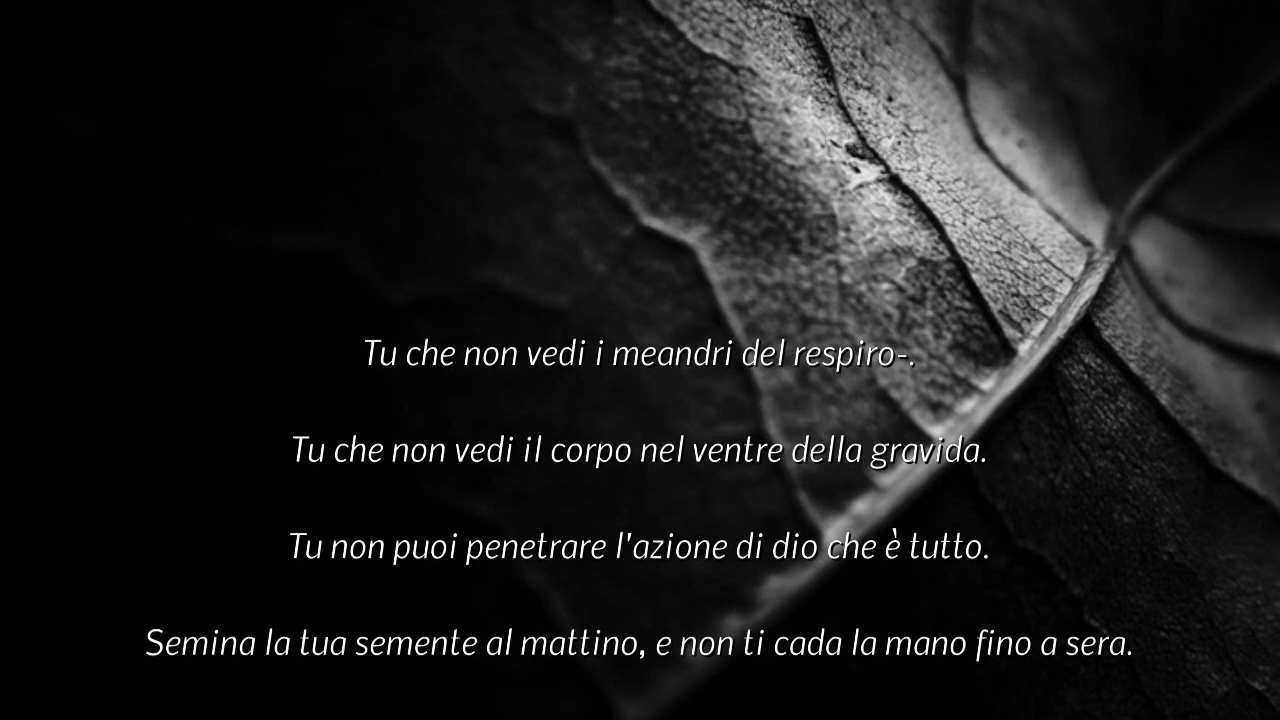 Tu che non vedi i meandri del respiro-.
Tu che non vedi il corpo nel ventre della gravida.
Tu non puoi penetrare l'azione di dio che è tutto.
Semina la tua semente al mattino, e non ti cada la mano fino a sera.